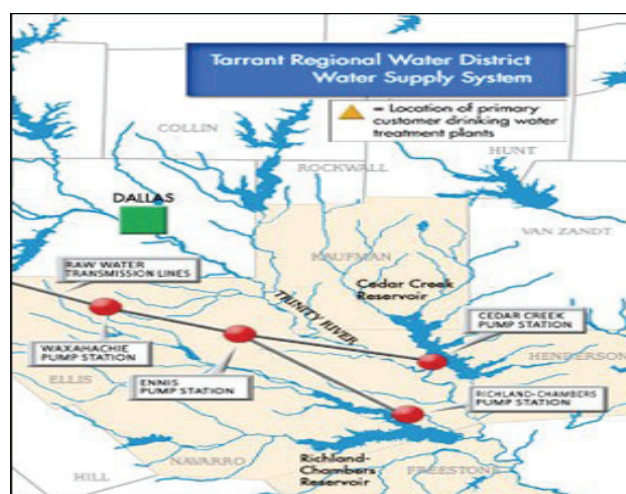 Tarrant Regional Water District
Water Supply System
= Location of primary
customer drinking water
treatment plants
COLLIN
HUNT
ROCKWALL
DALLAS
VAN ZANDT
KAUFMAN
RAW WATER
TRANSMISSION LINES
Cedar Creek
Reservoir
TRINITY RIVER
CEDAR CREEK
PUMP STATION
WAXAHACHIE
PUMP STATION
HENDERSON
ELLIS
ENNIS
PUMP STATION
RICHLAND-CHAMBERS
PUMP STATION
Richland-
Chambers
Reservoir
NAVARRO
HILL
FREESTONE